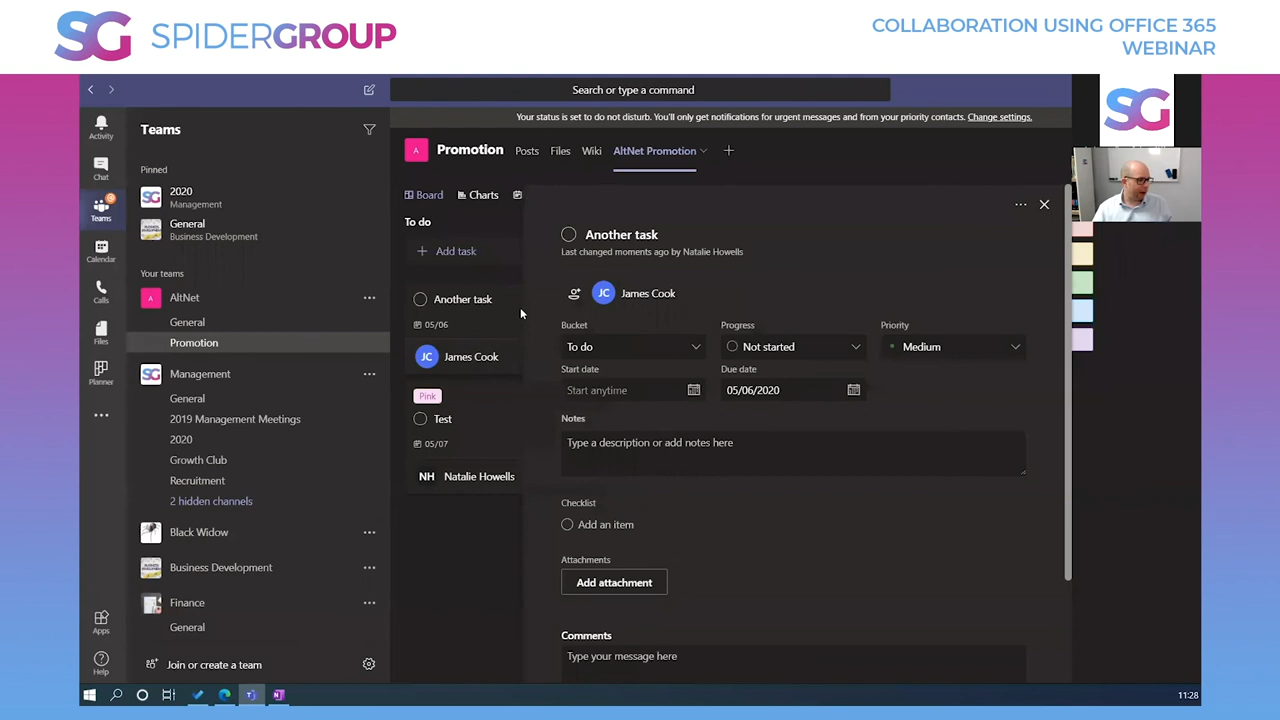 SG SPIDERGROUP
COLLABORATION USING OFFICE 365
WEBINAR
Search or type a command
SG
Your status is set to do not disturb. You'll only get notifications for urgent messages and from your priority contacts. Change settings.
Activity
Chat
Teams
Calendar
Calls
Files
Planner
Apps
Help
Teams
Pinned
SG 2020
Management
General
Business Development
Your teams
A AltNet
General
Promotion
SG Management
General
2019 Management Meetings
2020
Growth Club
Recruitment
2 hidden channels
Black Widow
Business Development
Finance
General
Join or create a team
A Promotion Posts Files Wiki AltNet Promotion
Board Charts
To do
Add task
Another task
05/06
JC James Cook
Pink
Test
05/07
NH Natalie Howells
Another task
Last changed moments ago by Natalie Howells
JC James Cook
Bucket Progress Priority
To do Not started Medium
Start date Due date
Start anytime 05/06/2020
Notes
Type a description or add notes here
Checklist
Add an item
Attachments
Add attachment
Comments
Type your message here
11:28